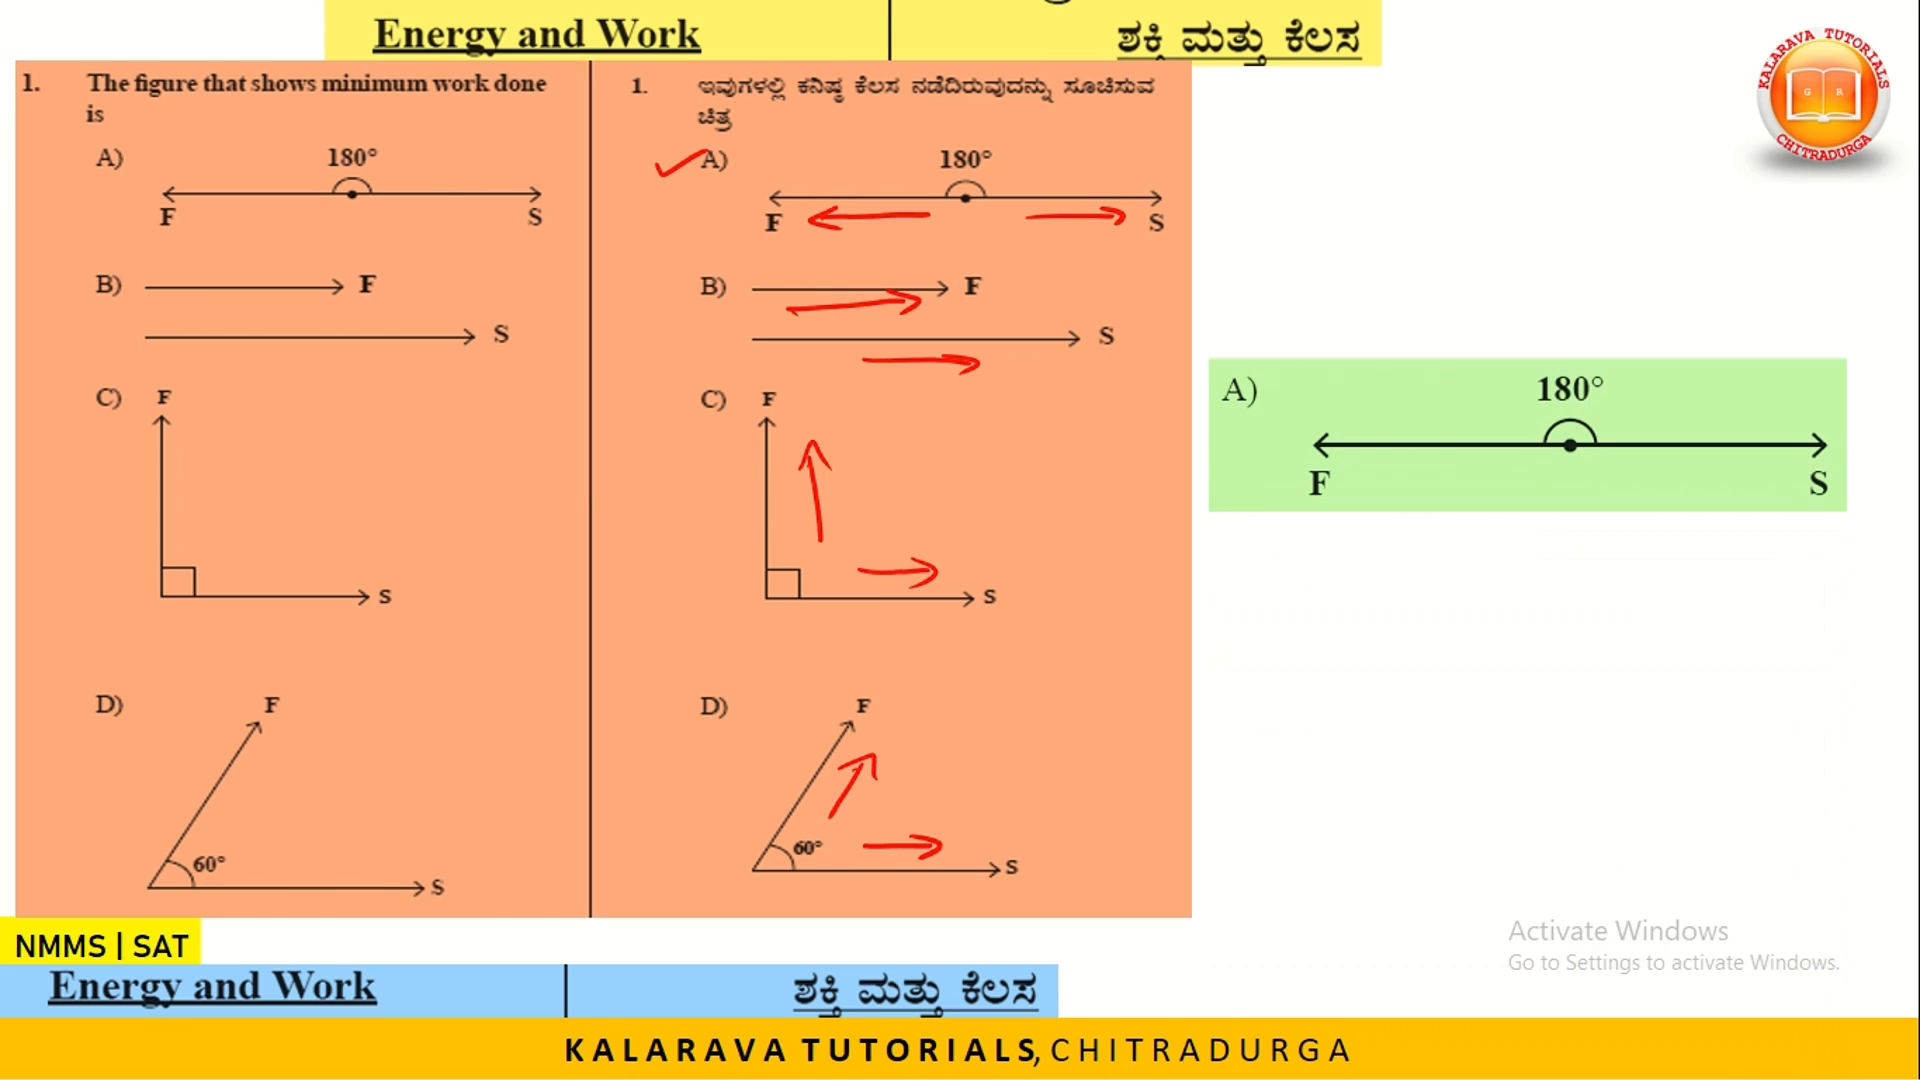 Energy and Work
ಶಕ್ತಿ ಮತ್ತು ಕೆಲಸ
KALARAVA TUTORIALS
G R
CHITRADURGA
1. The figure that shows minimum work done
is
A) 180°
F S
B) F
S
C) F
S
D) F
60°
S
1. ಇವುಗಳಲ್ಲಿ ಕನಿಷ್ಠ ಕೆಲಸ ನಡೆದಿರುವುದನ್ನು ಸೂಚಿಸುವ
ಚಿತ್ರ
A) 180°
F S
B) F
S
C) F
S
D) F
60°
S
A) 180°
F S
Activate Windows
Go to Settings to activate Windows.
NMMS | SAT
Energy and Work
ಶಕ್ತಿ ಮತ್ತು ಕೆಲಸ
KALARAVA TUTORIALS, CHITRADURGA